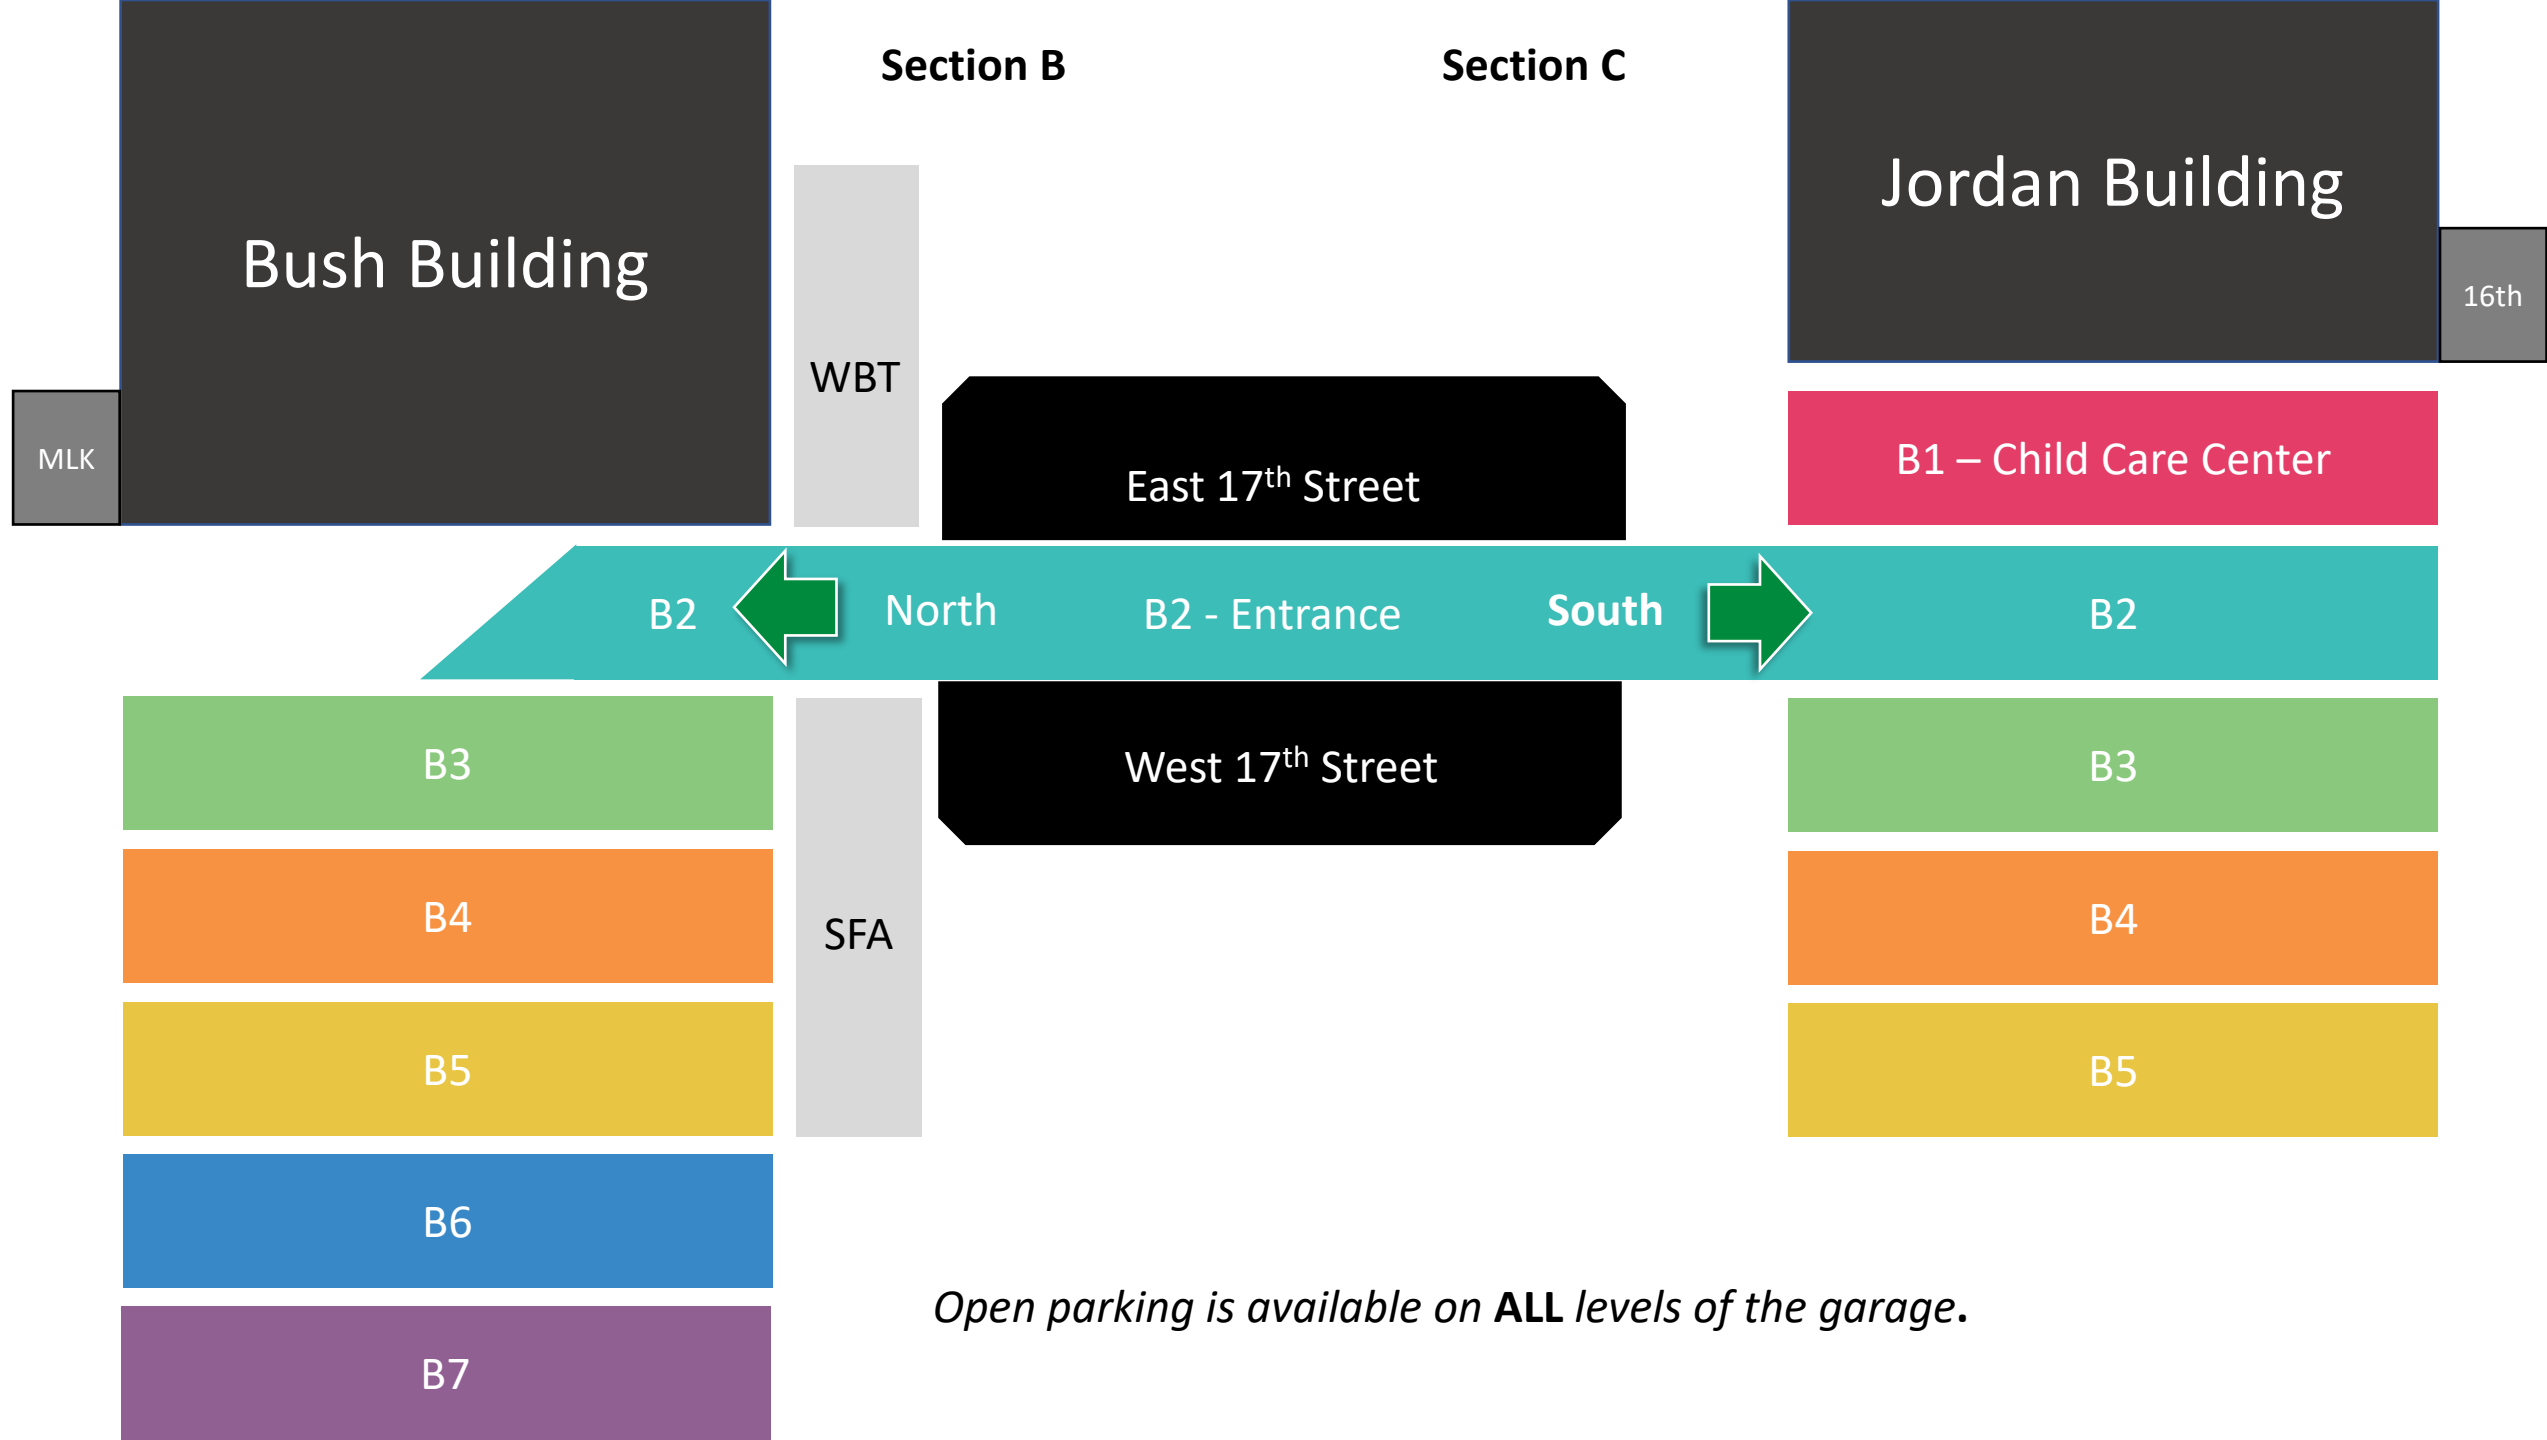 Section B
Section C
Bush Building
Jordan Building
16th
WBT
MLK
East 17th Street
B1 – Child Care Center
B2
North
B2 - Entrance
South
B2
B3
West 17th Street
B3
B4
SFA
B4
B5
B5
B6
Open parking is available on ALL levels of the garage.
B7